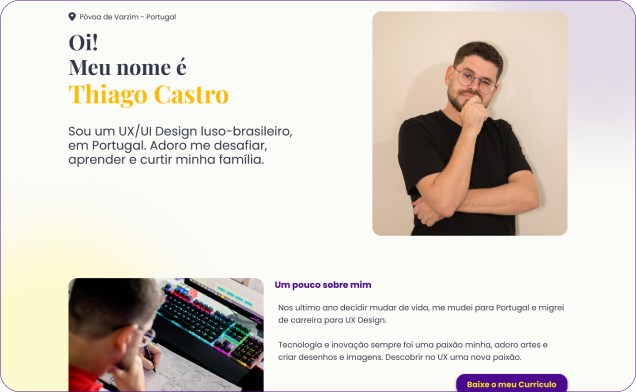 Póvoa de Varzim - Portugal
Oi!
Meu nome é
Thiago Castro
Sou um UX/UI Design luso-brasileiro,
em Portugal. Adoro me desafiar,
aprender e curtir minha família.
Um pouco sobre mim
Nos ultimo ano decidir mudar de vida, me mudei para Portugal e migrei
de carreira para UX Design.
Tecnologia e inovação sempre foi uma paixão minha, adoro artes e
criar desenhos e imagens. Descobrir no UX uma nova paixão.
Baixe o meu Currículo